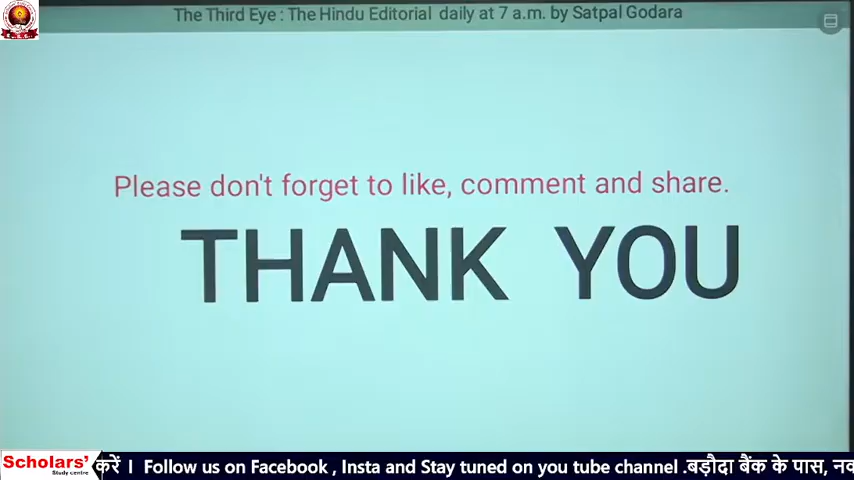 The Third Eye : The Hindu Editorial daily at 7 a.m. by Satpal Godara
Please don't forget to like, comment and share.
THANK YOU
Scholars'
Study centre
करें । Follow us on Facebook , Insta and Stay tuned on you tube channel .बड़ौदा बैंक के पास, नव